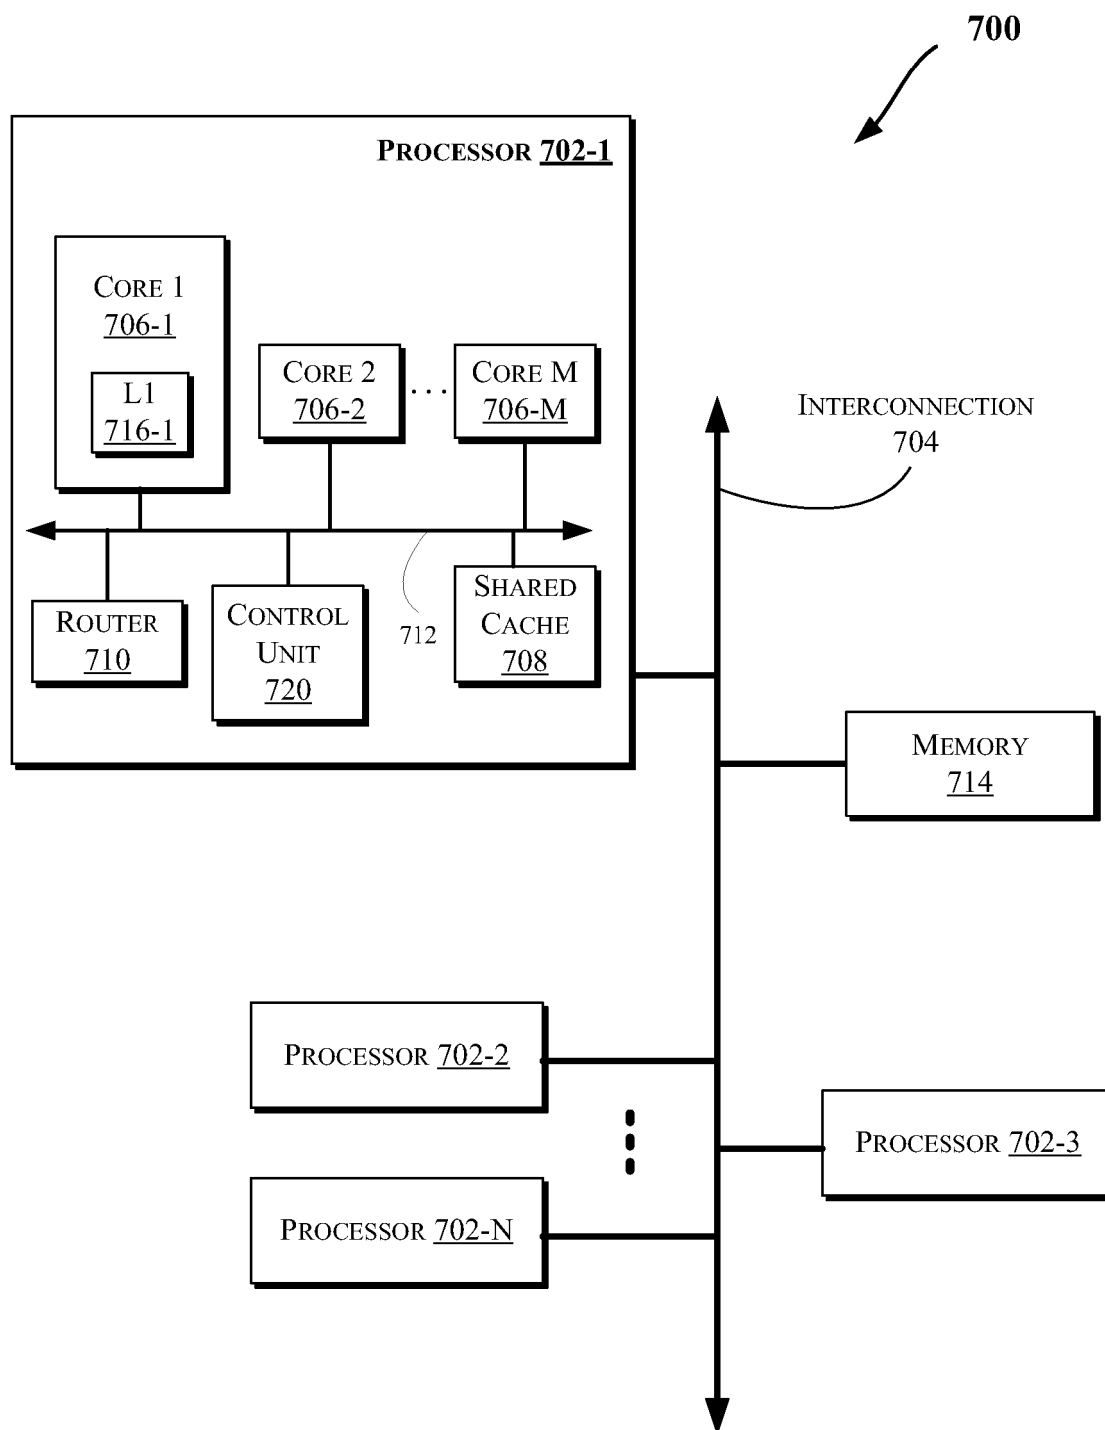 700
PROCESSOR 702-1
CORE 1
706-1
L1
716-1
CORE 2
706-2
...
CORE M
706-M
INTERCONNECTION
704
ROUTER
710
CONTROL
UNIT
720
712
SHARED
CACHE
708
MEMORY
714
PROCESSOR 702-2
PROCESSOR 702-3
PROCESSOR 702-N